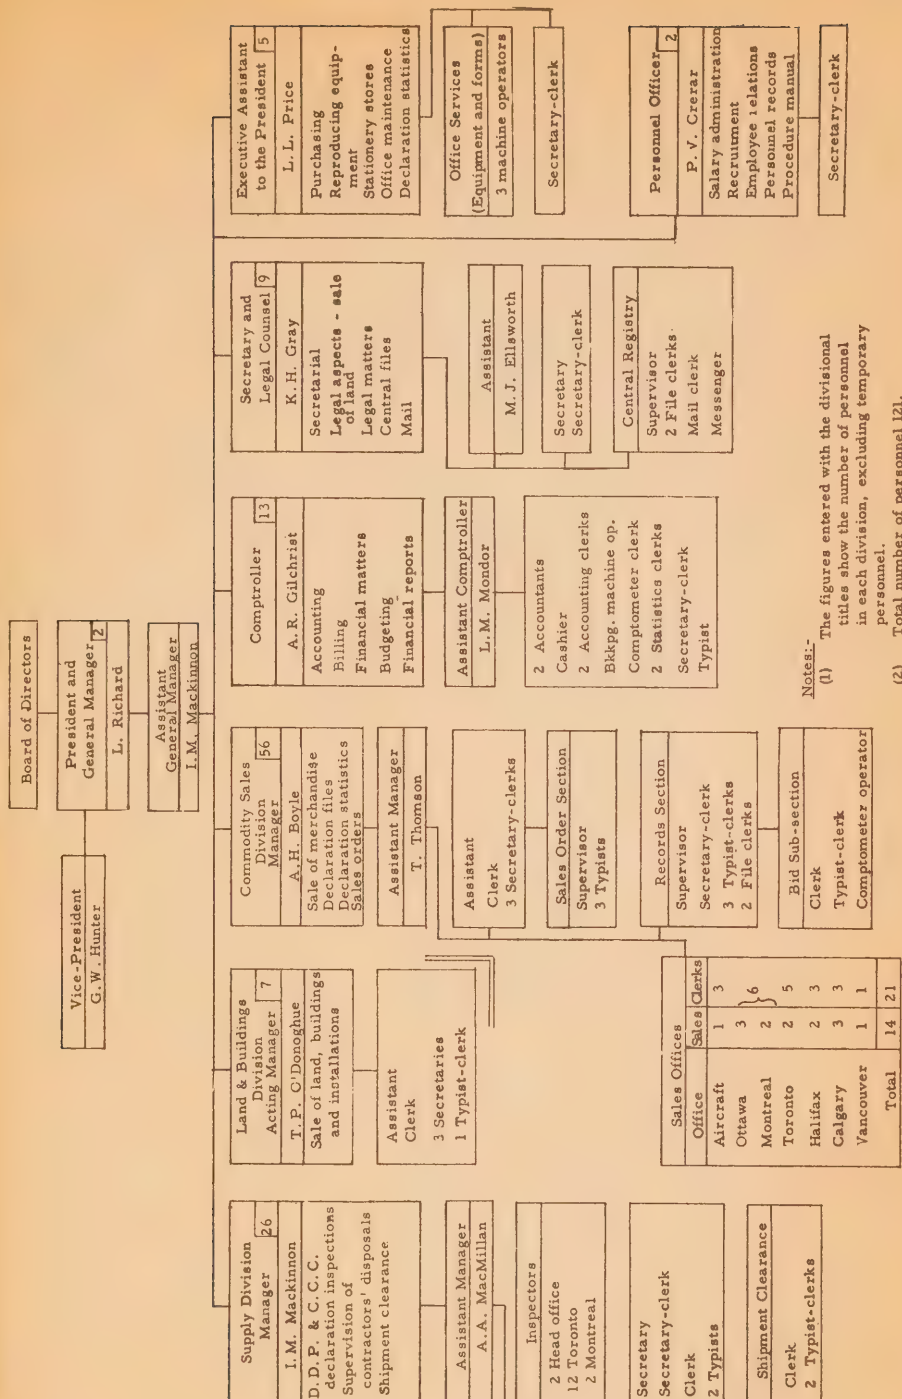 Board of Directors
Vice-President
G.W. Hunter
President and
General Manager 2
L. Richard
Assistant
General Manager
I.M. Mackinnon
Supply Division
Manager 26
I.M. Mackinnon
D.D.P. & C.C.C.
declaration inspections
Supervision of
contractors' disposals
Shipment clearance
Assistant Manager
A.A. MacMillan
Inspectors
2 Head office
12 Toronto
2 Montreal
Secretary
Secretary-clerk
Clerk
2 Typists
Shipment Clearance
Clerk
2 Typist-clerks
Land & Buildings
Division
Acting Manager 7
T.P. O'Donoghue
Sale of land, buildings
and installations
Assistant
Clerk
3 Secretaries
1 Typist-clerk
Commodity Sales
Division
Manager 56
A.H. Boyle
Sale of merchandise
Declaration files
Declaration statistics
Sales orders
Assistant Manager
T. Thomson
Assistant
Clerk
3 Secretary-clerks
Sales Order Section
Supervisor
3 Typists
Records Section
Supervisor
Secretary-clerk
3 Typist-clerks
2 File clerks
Bid Sub-section
Clerk
Typist-clerk
Comptometer operator
Sales Offices
Office Sales Clerks
Aircraft 1 3
Ottawa 3 } 6
Montreal 2
Toronto 2 5
Halifax 2 3
Calgary 3 3
Vancouver 1 1
Total 14 21
Comptroller 13
A.R. Gilchrist
Accounting
Billing
Financial matters
Budgeting
Financial reports
Assistant Comptroller
L.M. Mondor
2 Accountants
Cashier
2 Accounting clerks
Bkkpg. machine op.
Comptometer clerk
2 Statistics clerks
Secretary-clerk
Typist
Secretary and
Legal Counsel 9
K.H. Gray
Secretarial
Legal aspects - sale
of land
Legal matters
Central files
Mail
Assistant
M.J. Ellsworth
Secretary
Secretary-clerk
Central Registry
Supervisor
2 File clerks
Mail clerk
Messenger
Executive Assistant
to the President 5
L.L. Price
Purchasing
Reproducing equip-
ment
Stationery stores
Office maintenance
Declaration statistics
Office Services
(Equipment and forms)
3 machine operators
Secretary-clerk
Personnel Officer 2
P.V. Crerar
Salary administration
Recruitment
Employee relations
Personnel records
Procedure manual
Secretary-clerk
Notes:-
(1) The figures entered with the divisional
titles show the number of personnel
in each division, excluding temporary
personnel.
(2) Total number of personnel 121.